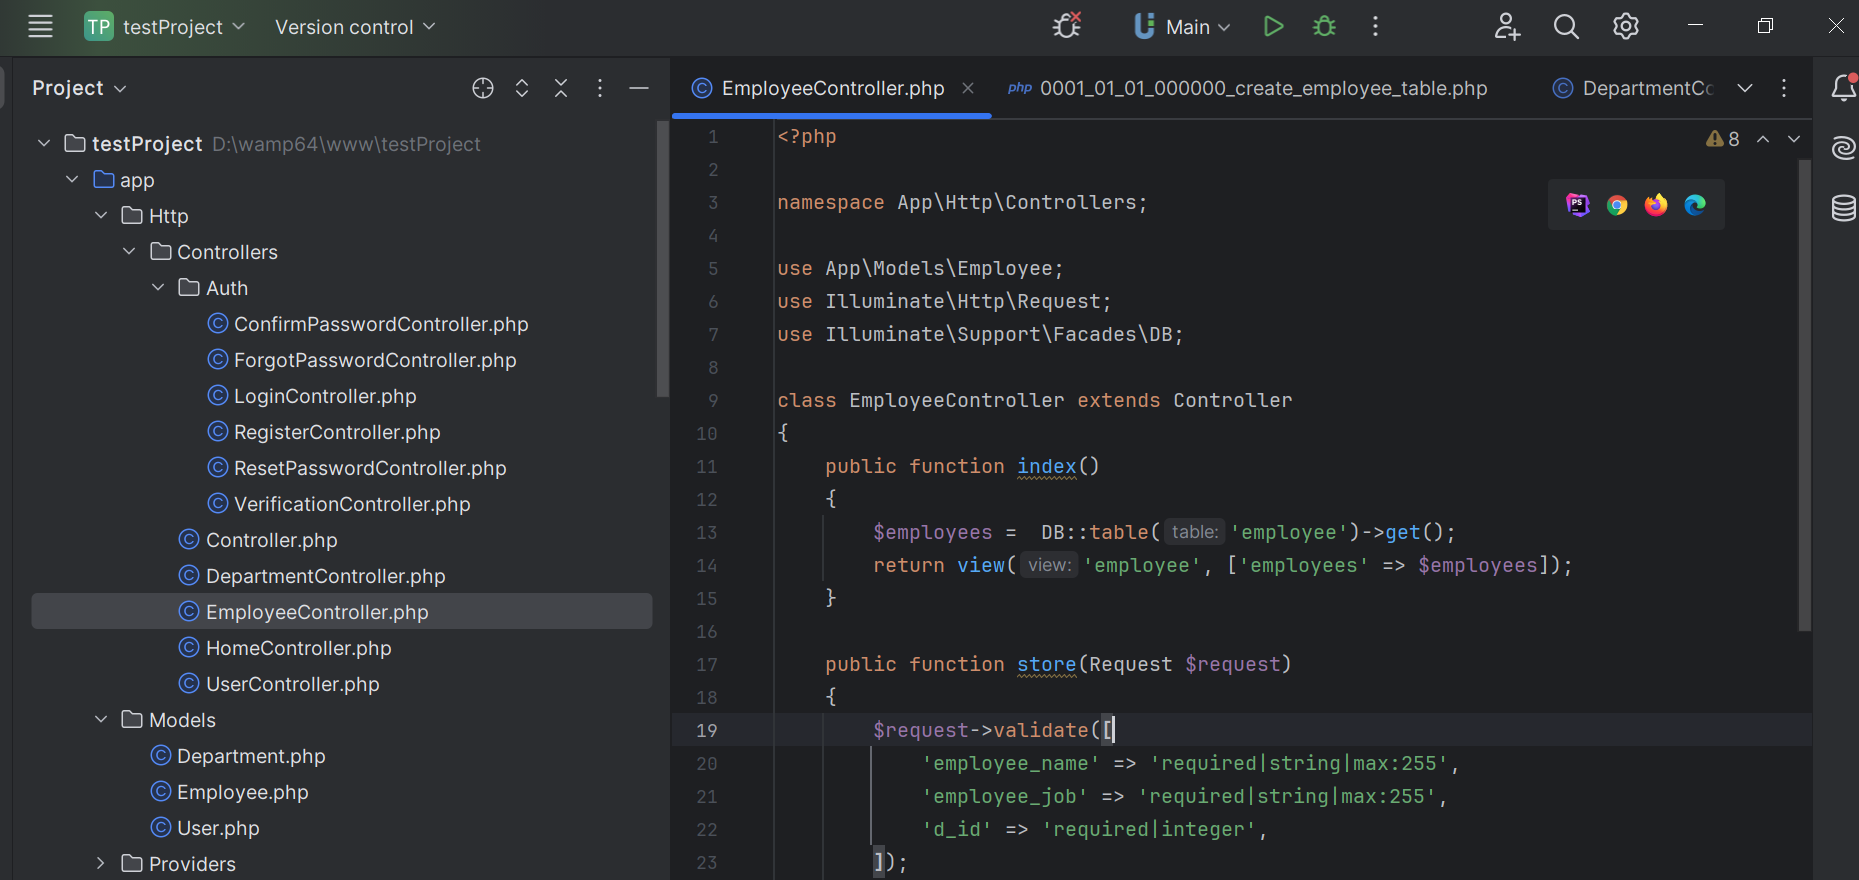 TP testProject Version control Main
Project
EmployeeController.php php 0001_01_01_000000_create_employee_table.php DepartmentCo
testProject D:\wamp64\www\testProject
app
Http
Controllers
Auth
ConfirmPasswordController.php
ForgotPasswordController.php
LoginController.php
RegisterController.php
ResetPasswordController.php
VerificationController.php
Controller.php
DepartmentController.php
EmployeeController.php
HomeController.php
UserController.php
Models
Department.php
Employee.php
User.php
Providers
8
PS
1 <?php
2
3 namespace App\Http\Controllers;
4
5 use App\Models\Employee;
6 use Illuminate\Http\Request;
7 use Illuminate\Support\Facades\DB;
8
9 class EmployeeController extends Controller
10 {
11 public function index()
12 {
13 $employees = DB::table( table: 'employee')->get();
14 return view( view: 'employee', ['employees' => $employees]);
15 }
16
17 public function store(Request $request)
18 {
19 $request->validate([
20 'employee_name' => 'required|string|max:255',
21 'employee_job' => 'required|string|max:255',
22 'd_id' => 'required|integer',
23 ]);